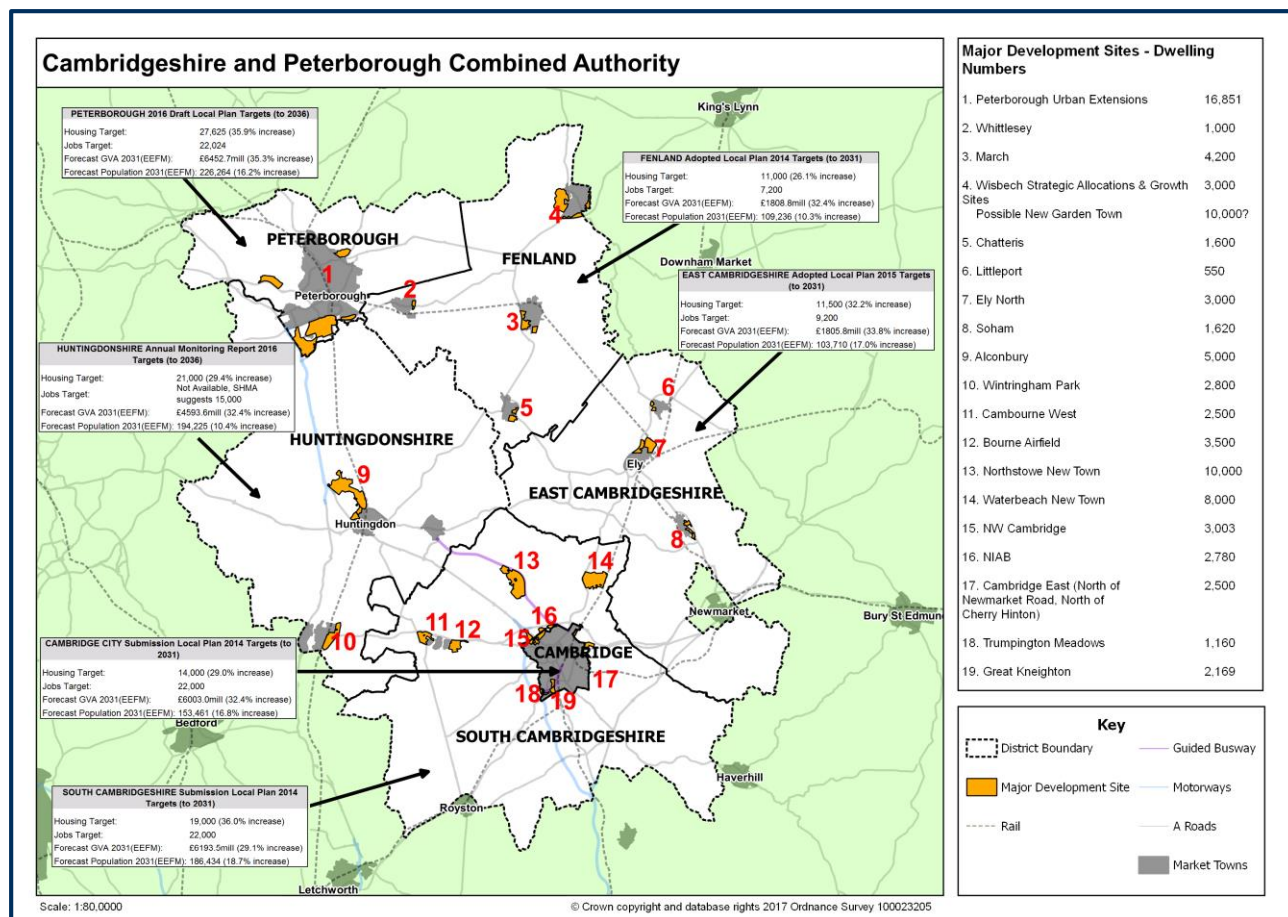 Cambridgeshire and Peterborough Combined Authority
PETERBOROUGH 2016 Draft Local Plan Targets (to 2036)
Housing Target: 27,625 (35.9% increase)
Jobs Target: 22,024
Forecast GVA 2031(EEFM): £6452.7mill (35.3% increase)
Forecast Population 2031(EEFM): 226,264 (16.2% increase)
FENLAND Adopted Local Plan 2014 Targets (to 2031)
Housing Target: 11,000 (26.1% increase)
Jobs Target: 7,200
Forecast GVA 2031(EEFM): £1808.8mill (32.4% increase)
Forecast Population 2031(EEFM): 109,236 (10.3% increase)
EAST CAMBRIDGESHIRE Adopted Local Plan 2015 Targets
(to 2031)
Housing Target: 11,500 (32.2% increase)
Jobs Target: 9,200
Forecast GVA 2031(EEFM): £1805.8mill (33.8% increase)
Forecast Population 2031(EEFM): 103,710 (17.0% increase)
HUNTINGDONSHIRE Annual Monitoring Report 2016
Targets (to 2036)
Housing Target: 21,000 (29.4% increase)
Jobs Target: Not Available, SHMA
suggests 15,000
Forecast GVA 2031(EEFM): £4593.6mill (32.4% increase)
Forecast Population 2031(EEFM): 194,225 (10.4% increase)
CAMBRIDGE CITY Submission Local Plan 2014 Targets (to
2031)
Housing Target: 14,000 (29.0% increase)
Jobs Target: 22,000
Forecast GVA 2031(EEFM): £6003.0mill (32.4% increase)
Forecast Population 2031(EEFM): 153,461 (16.8% increase)
SOUTH CAMBRIDGESHIRE Submission Local Plan 2014
Targets (to 2031)
Housing Target: 19,000 (36.0% increase)
Jobs Target: 22,000
Forecast GVA 2031(EEFM): £6193.5mill (29.1% increase)
Forecast Population 2031(EEFM): 186,434 (18.7% increase)
King's Lynn
4
PETERBOROUGH
FENLAND
Downham Market
1
Peterborough
2
3
6
5
HUNTINGDONSHIRE
7
Ely
9
EAST CAMBRIDGESHIRE
Huntingdon
8
13
14
Newmarket
Bury St Edmund
16
11
12
10
15
CAMBRIDGE
17
18
19
Bedford
SOUTH CAMBRIDGESHIRE
Haverhill
Royston
Letchworth
Scale: 1:80,0000
© Crown copyright and database rights 2017 Ordnance Survey 100023205
Major Development Sites - Dwelling
Numbers
1. Peterborough Urban Extensions 16,851
2. Whittlesey 1,000
3. March 4,200
4. Wisbech Strategic Allocations & Growth 3,000
Sites
Possible New Garden Town 10,000?
5. Chatteris 1,600
6. Littleport 550
7. Ely North 3,000
8. Soham 1,620
9. Alconbury 5,000
10. Wintringham Park 2,800
11. Cambourne West 2,500
12. Bourne Airfield 3,500
13. Northstowe New Town 10,000
14. Waterbeach New Town 8,000
15. NW Cambridge 3,003
16. NIAB 2,780
17. Cambridge East (North of 2,500
Newmarket Road, North of
Cherry Hinton)
18. Trumpington Meadows 1,160
19. Great Kneighton 2,169
Key
District Boundary
Guided Busway
Major Development Site
Motorways
Rail
A Roads
Market Towns